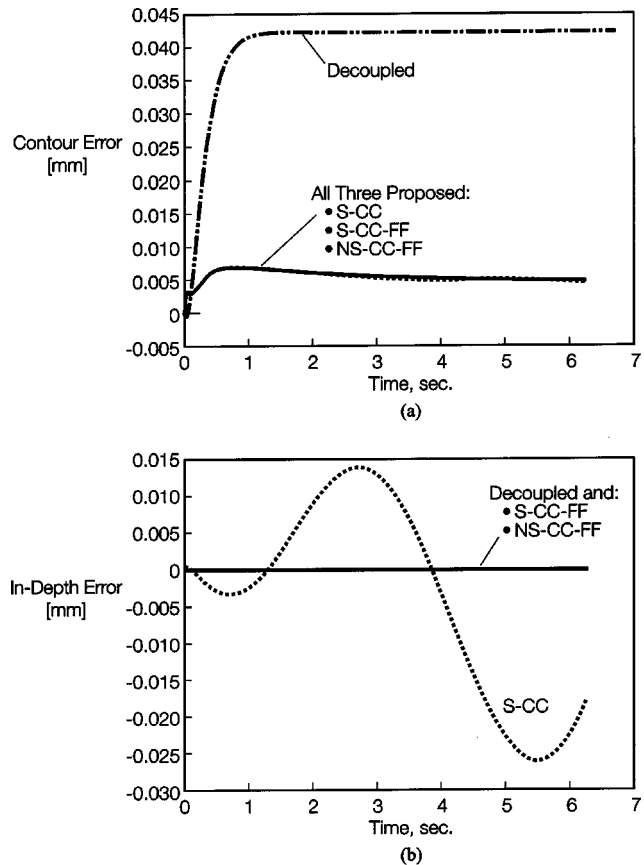 0.045
0.040
0.035
0.030
0.025
0.020
0.015
0.010
0.005
0
-0.005
Contour Error
[mm]
Decoupled
All Three Proposed:
• S-CC
• S-CC-FF
• NS-CC-FF
0 1 2 3 4 5 6 7
Time, sec.
(a)
0.015
0.010
0.005
0
-0.005
-0.010
-0.015
-0.020
-0.025
-0.030
In-Depth Error
[mm]
Decoupled and:
• S-CC-FF
• NS-CC-FF
S-CC
0 1 2 3 4 5 6 7
Time, sec.
(b)